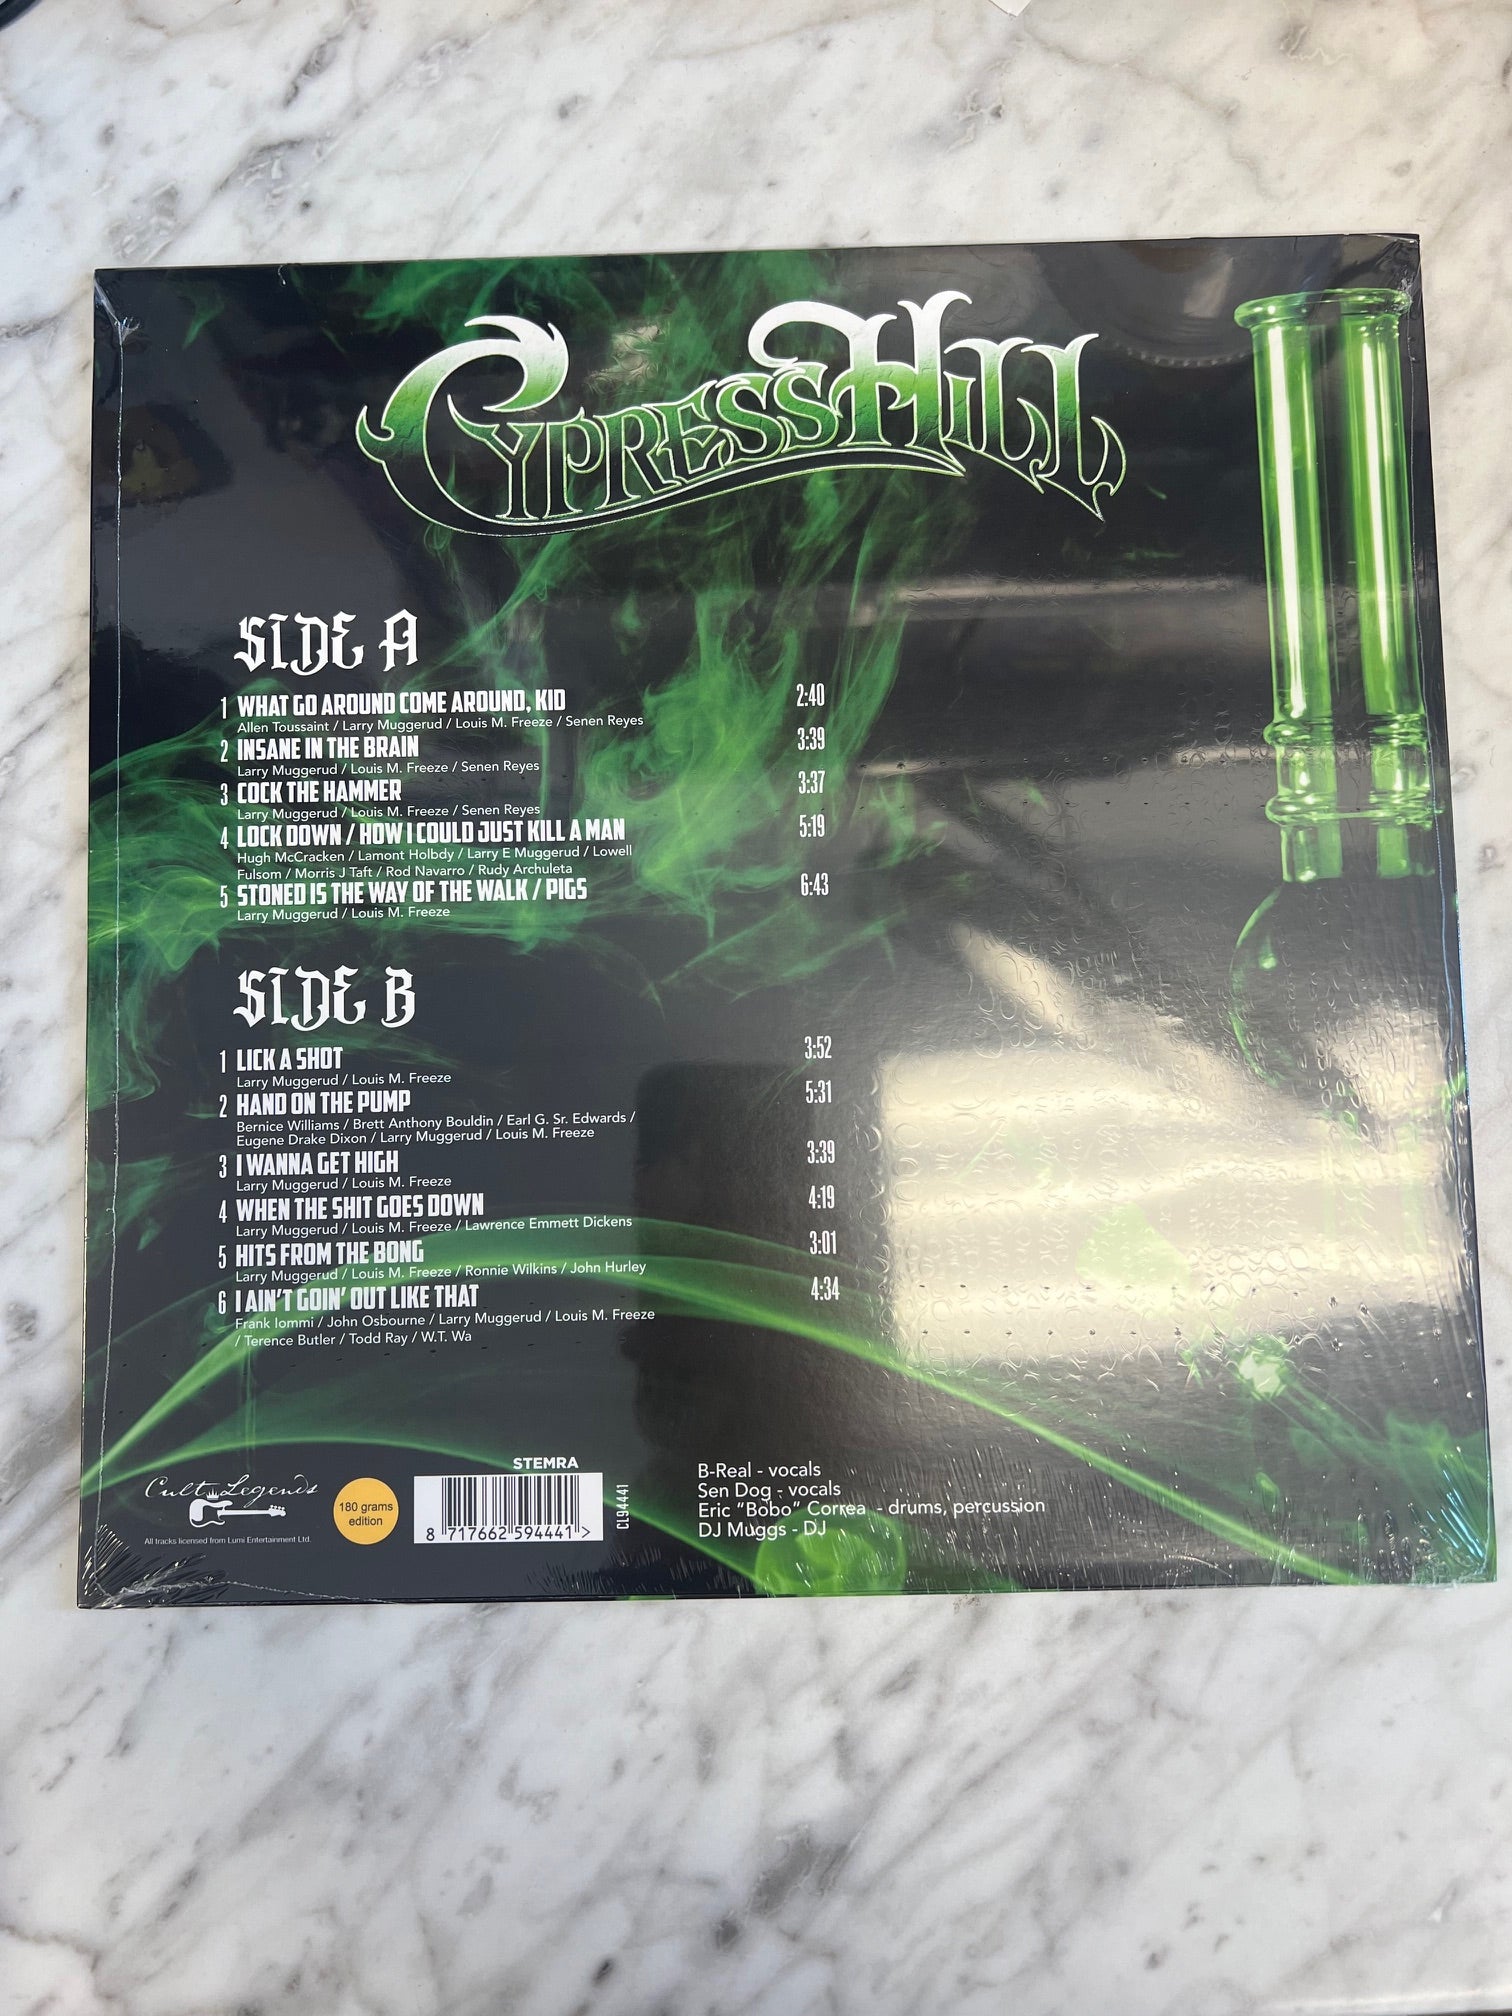 CYPRESS HILL
SIDE A
1 WHAT GO AROUND COME AROUND, KID 2:40
Allen Toussaint / Larry Muggerud / Louis M. Freeze / Senen Reyes
2 INSANE IN THE BRAIN 3:39
Larry Muggerud / Louis M. Freeze / Senen Reyes
3 COCK THE HAMMER 3:37
Larry Muggerud / Louis M. Freeze / Senen Reyes
4 LOCK DOWN / HOW I COULD JUST KILL A MAN 5:19
Hugh McCracken / Lamont Holbdy / Larry E Muggerud / Lowell
Fulsom / Morris J Taft / Rod Navarro / Rudy Archuleta
5 STONED IS THE WAY OF THE WALK / PIGS 6:43
Larry Muggerud / Louis M. Freeze
SIDE B
1 LICK A SHOT 3:52
Larry Muggerud / Louis M. Freeze
2 HAND ON THE PUMP 5:31
Bernice Williams / Brett Anthony Bouldin / Earl G. Sr. Edwards /
Eugene Drake Dixon / Larry Muggerud / Louis M. Freeze
3 I WANNA GET HIGH 3:39
Larry Muggerud / Louis M. Freeze
4 WHEN THE SHIT GOES DOWN 4:19
Larry Muggerud / Louis M. Freeze / Lawrence Emmett Dickens
5 HITS FROM THE BONG 3:01
Larry Muggerud / Louis M. Freeze / Ronnie Wilkins / John Hurley
6 I AIN'T GOIN' OUT LIKE THAT 4:34
Frank Iommi / John Osbourne / Larry Muggerud / Louis M. Freeze
/ Terence Butler / Todd Ray / W.T. Wa
Cult Legends
All tracks licensed from Lumi Entertainment Ltd.
180 grams
edition
STEMRA
8 717662 594441 >
CL94441
B-Real - vocals
Sen Dog - vocals
Eric "Bobo" Correa - drums, percussion
DJ Muggs - DJ